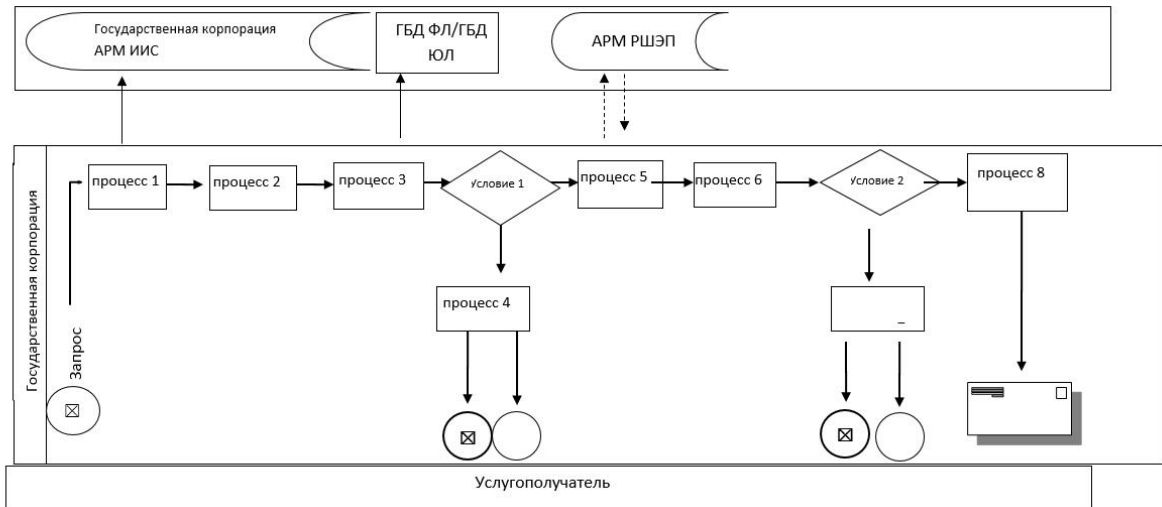 Государственная корпорация
АРМ ИИС
ГБД ФЛ/ГБД
ЮЛ
АРМ РШЭП
Государственная корпорация
Запрос
процесс 1
процесс 2
процесс 3
Условие 1
процесс 5
процесс 6
Условие 2
процесс 8
процесс 4
Услугополучатель